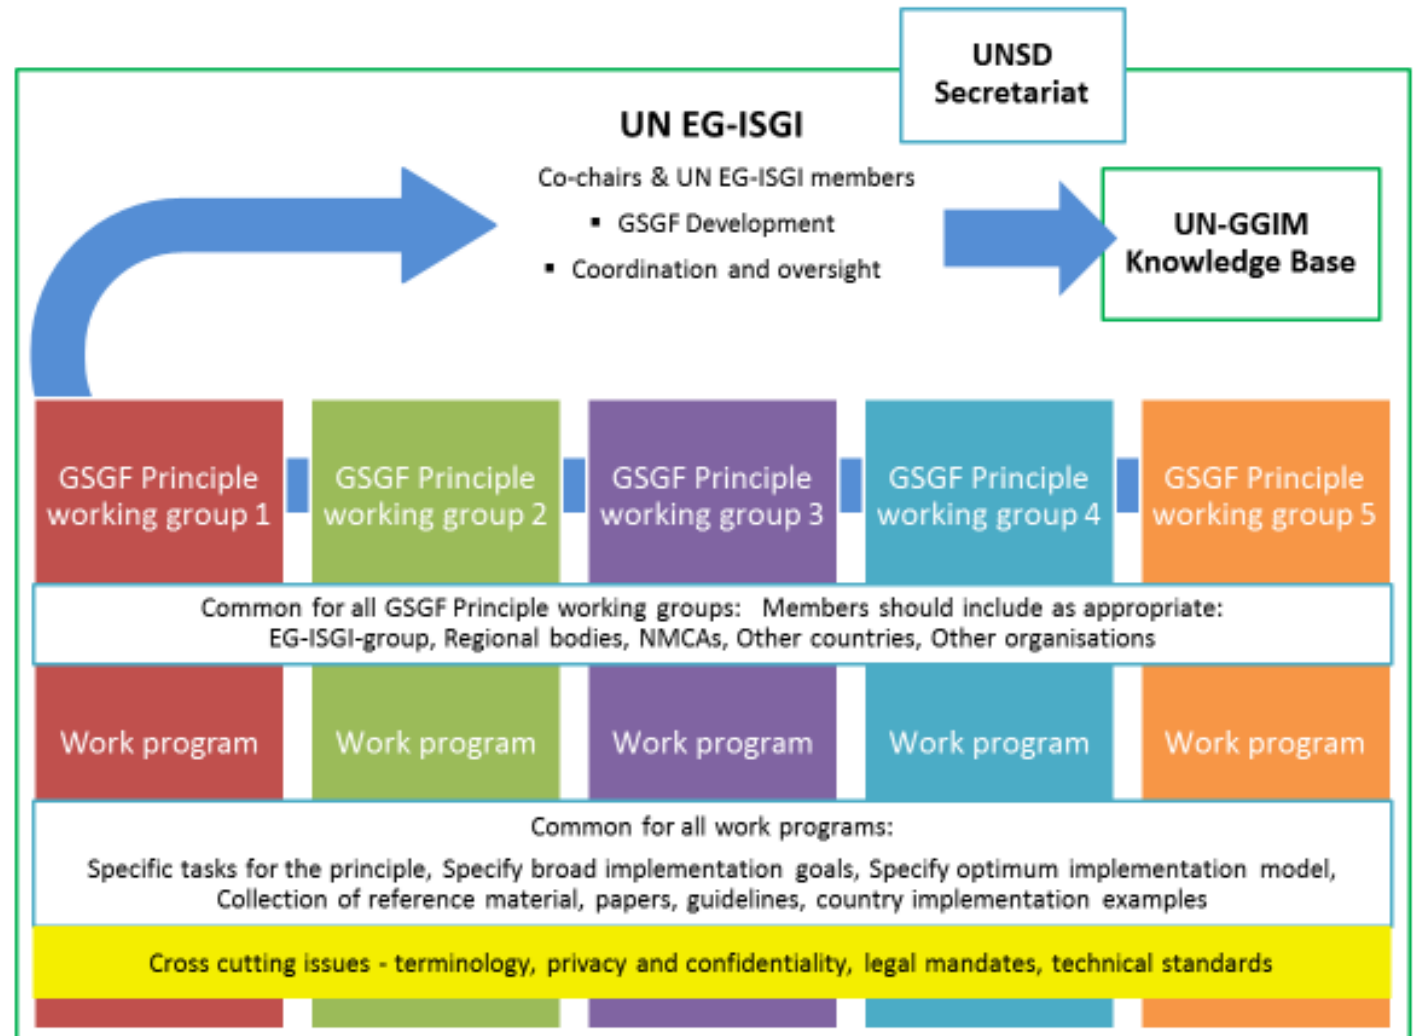 UNSD
Secretariat
UN EG-ISGI
Co-chairs & UN EG-ISGI members
▪ GSGF Development
▪ Coordination and oversight
UN-GGIM
Knowledge Base
GSGF Principle
working group 1
GSGF Principle
working group 2
GSGF Principle
working group 3
GSGF Principle
working group 4
GSGF Principle
working group 5
Common for all GSGF Principle working groups: Members should include as appropriate:
EG-ISGI-group, Regional bodies, NMCAs, Other countries, Other organisations
Work program
Work program
Work program
Work program
Work program
Common for all work programs:
Specific tasks for the principle, Specify broad implementation goals, Specify optimum implementation model,
Collection of reference material, papers, guidelines, country implementation examples
Cross cutting issues - terminology, privacy and confidentiality, legal mandates, technical standards